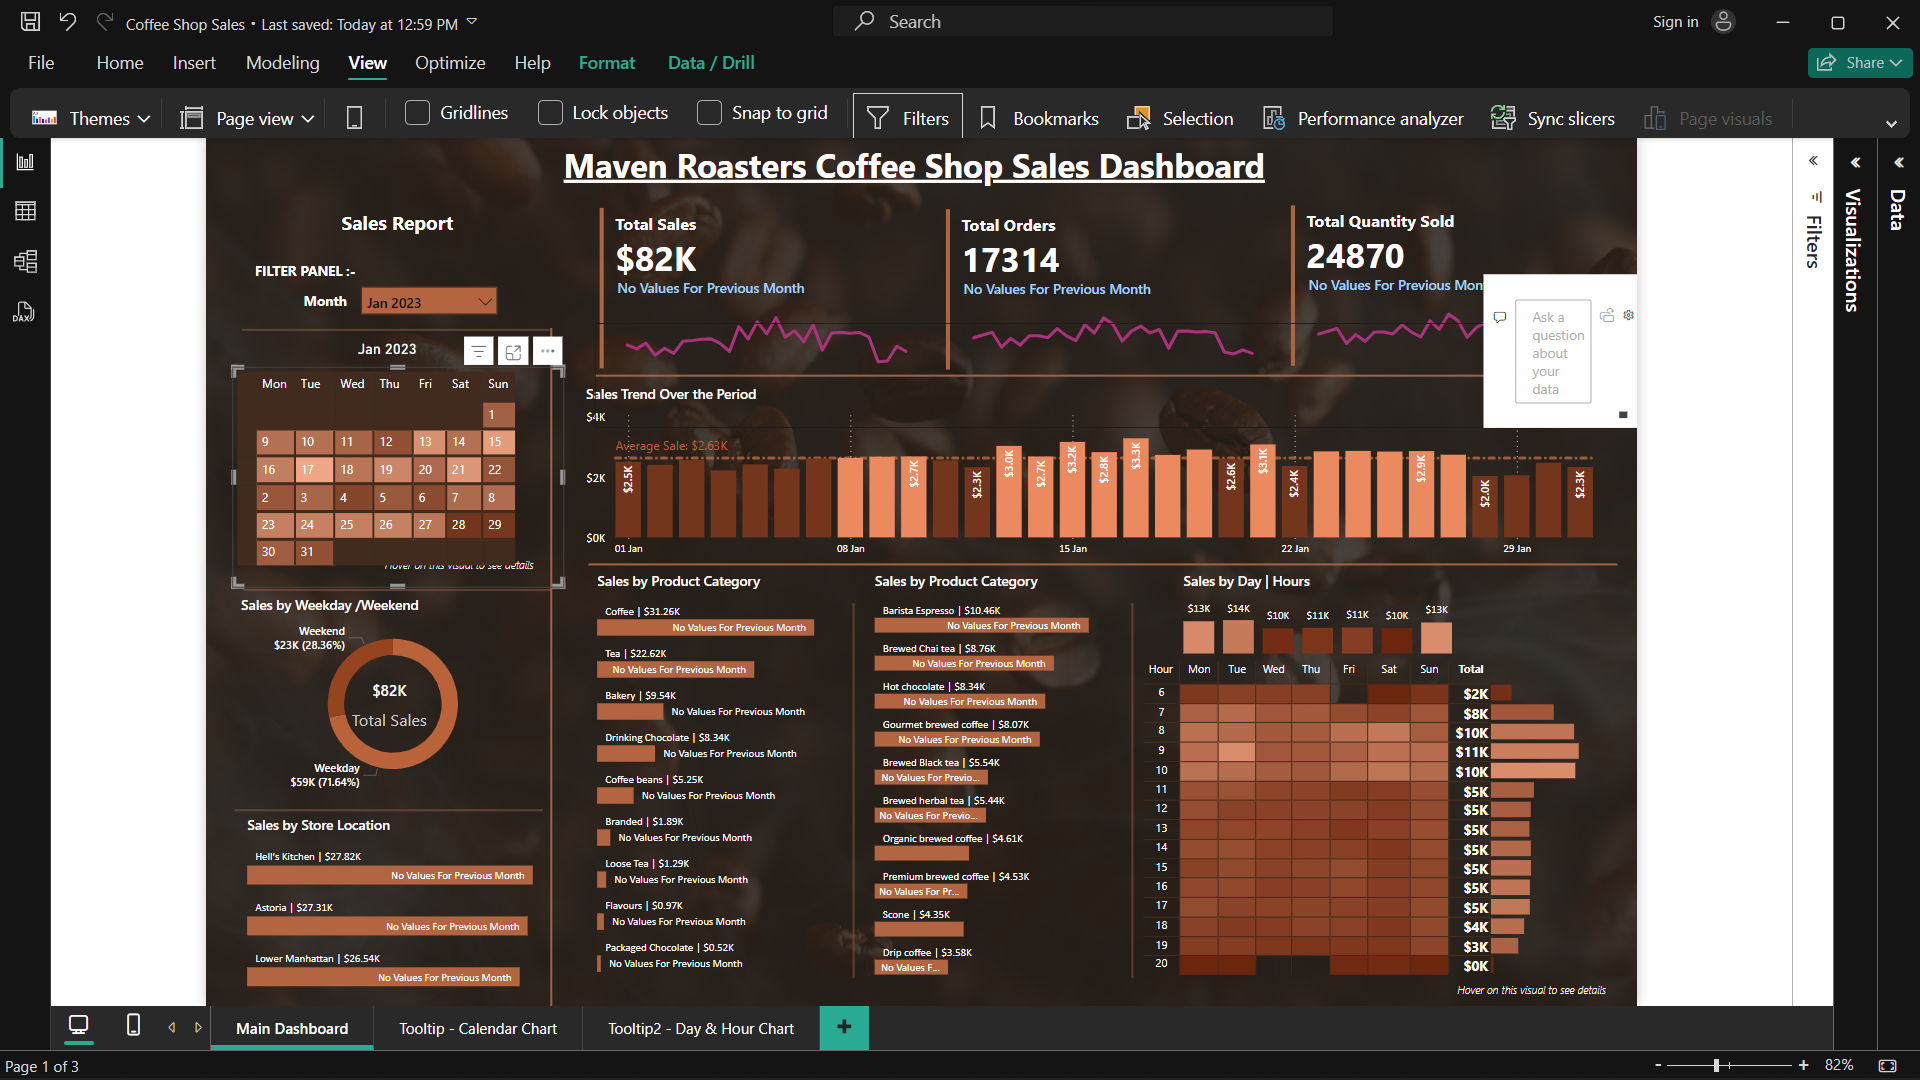 Coffee Shop Sales • Last saved: Today at 12:59 PM
Search
Sign in
File Home Insert Modeling View Optimize Help Format Data / Drill
Share
Themes
Page view
Gridlines
Lock objects
Snap to grid
Filters
Bookmarks
Selection
Performance analyzer
Sync slicers
Page visuals
Maven Roasters Coffee Shop Sales Dashboard
Sales Report
FILTER PANEL :-
Month
Jan 2023
Total Sales
$82K
No Values For Previous Month
Total Orders
17314
No Values For Previous Month
Total Quantity Sold
24870
No Values For Previous Mon
Ask a
question
about
your
data
Filters
Visualizations
Data
DAX
Jan 2023
Mon Tue Wed Thu Fri Sat Sun
1
9 10 11 12 13 14 15
16 17 18 19 20 21 22
2 3 4 5 6 7 8
23 24 25 26 27 28 29
30 31
Hover on this visual to see details
Sales Trend Over the Period
$4K
$2K
$0K
Average Sale: $2.63K
$2.5K $2.7K $2.3K $3.0K $2.7K $3.2K $2.8K $3.3K $2.6K $3.1K $2.4K $2.9K $2.0K $2.3K
01 Jan 08 Jan 15 Jan 22 Jan 29 Jan
Sales by Weekday /Weekend
Weekend
$23K (28.36%)
$82K
Total Sales
Weekday
$59K (71.64%)
Sales by Store Location
Hell's Kitchen | $27.82K
No Values For Previous Month
Astoria | $27.31K
No Values For Previous Month
Lower Manhattan | $26.54K
No Values For Previous Month
Sales by Product Category
Coffee | $31.26K
No Values For Previous Month
Tea | $22.62K
No Values For Previous Month
Bakery | $9.54K
No Values For Previous Month
Drinking Chocolate | $8.34K
No Values For Previous Month
Coffee beans | $5.25K
No Values For Previous Month
Branded | $1.89K
No Values For Previous Month
Loose Tea | $1.29K
No Values For Previous Month
Flavours | $0.97K
No Values For Previous Month
Packaged Chocolate | $0.52K
No Values For Previous Month
Sales by Product Category
Barista Espresso | $10.46K
No Values For Previous Month
Brewed Chai tea | $8.76K
No Values For Previous Month
Hot chocolate | $8.34K
No Values For Previous Month
Gourmet brewed coffee | $8.07K
No Values For Previous Month
Brewed Black tea | $5.54K
No Values For Previo...
Brewed herbal tea | $5.44K
No Values For Previo...
Organic brewed coffee | $4.61K
Premium brewed coffee | $4.53K
No Values For Pr...
Scone | $4.35K
Drip coffee | $3.58K
No Values F...
Sales by Day | Hours
$13K $14K $10K $11K $11K $10K $13K
Hour Mon Tue Wed Thu Fri Sat Sun Total
6 $2K
7 $8K
8 $10K
9 $11K
10 $10K
11 $5K
12 $5K
13 $5K
14 $5K
15 $5K
16 $5K
17 $5K
18 $4K
19 $3K
20 $0K
Hover on this visual to see details
Main Dashboard
Tooltip - Calendar Chart
Tooltip2 - Day & Hour Chart
+
Page 1 of 3
- + 82%